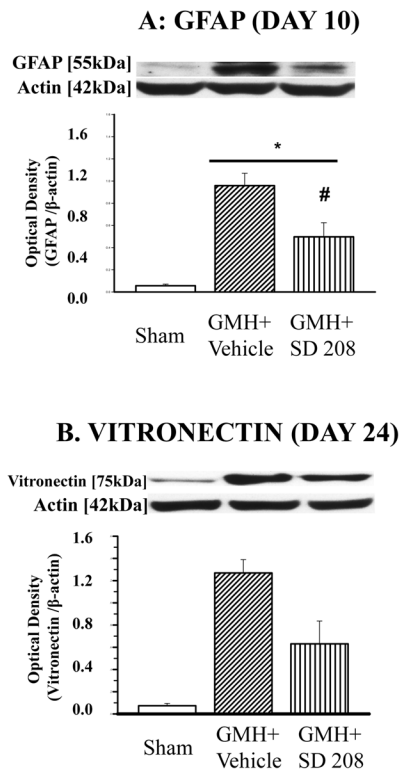 A: GFAP (DAY 10)
GFAP [55kDa]
Actin [42kDa]
Optical Density
(GFAP /β-actin)
1.6
1.2
0.8
0.4
0.0
*
#
Sham
GMH+
Vehicle
GMH+
SD 208
B. VITRONECTIN (DAY 24)
Vitronectin [75kDa]
Actin [42kDa]
Optical Density
(Vitronectin /β-actin)
1.6
1.2
0.8
0.4
0.0
Sham
GMH+
Vehicle
GMH+
SD 208